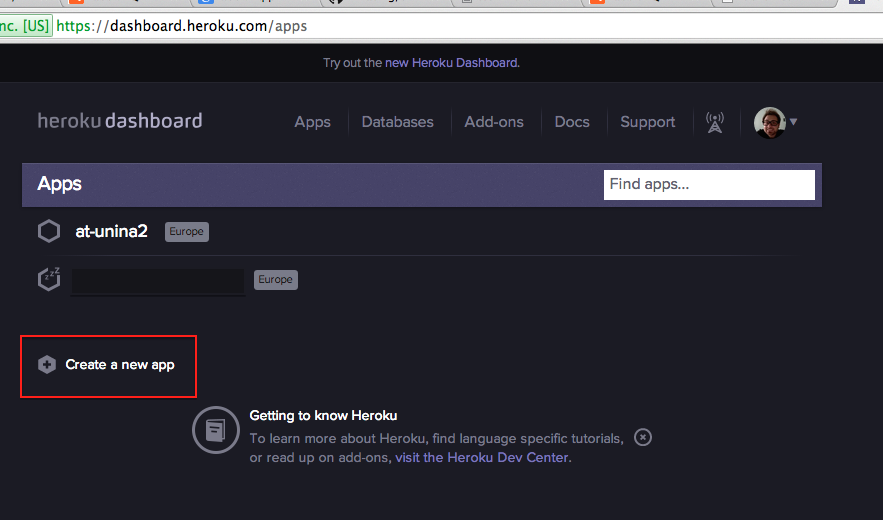 nc. [US] https://dashboard.heroku.com/apps
Try out the new Heroku Dashboard.
heroku dashboard Apps Databases Add-ons Docs Support
Apps Find apps...
at-unina2 Europe
zzz Europe
Create a new app
Getting to know Heroku
To learn more about Heroku, find language specific tutorials,
or read up on add-ons, visit the Heroku Dev Center.